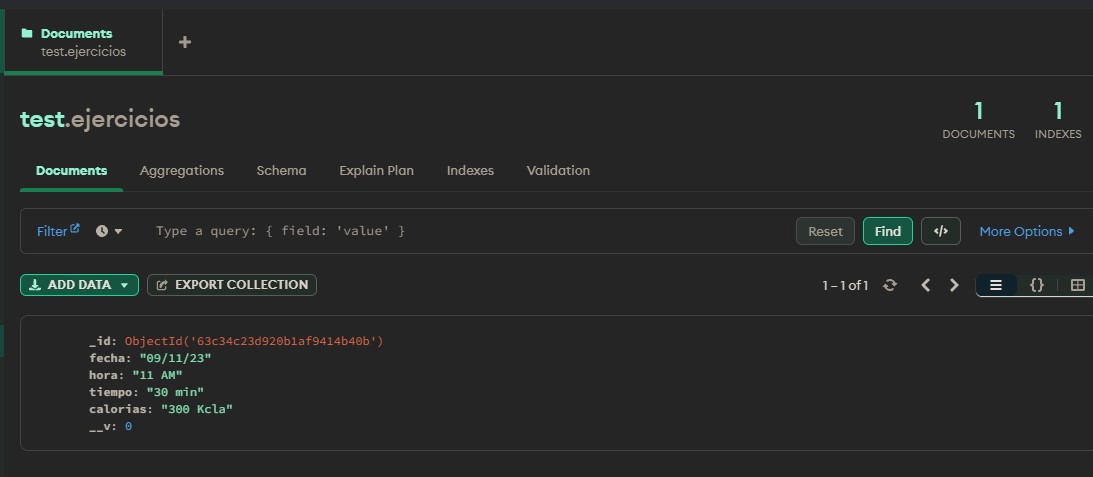 Documents
test.ejercicios
+
test.ejercicios
1
DOCUMENTS
1
INDEXES
Documents Aggregations Schema Explain Plan Indexes Validation
Filter Type a query: { field: 'value' } Reset Find </> More Options
ADD DATA EXPORT COLLECTION 1 – 1 of 1 {}
_id: ObjectId('63c34c23d920b1af9414b40b')
fecha: "09/11/23"
hora: "11 AM"
tiempo: "30 min"
calorias: "300 Kcla"
__v: 0